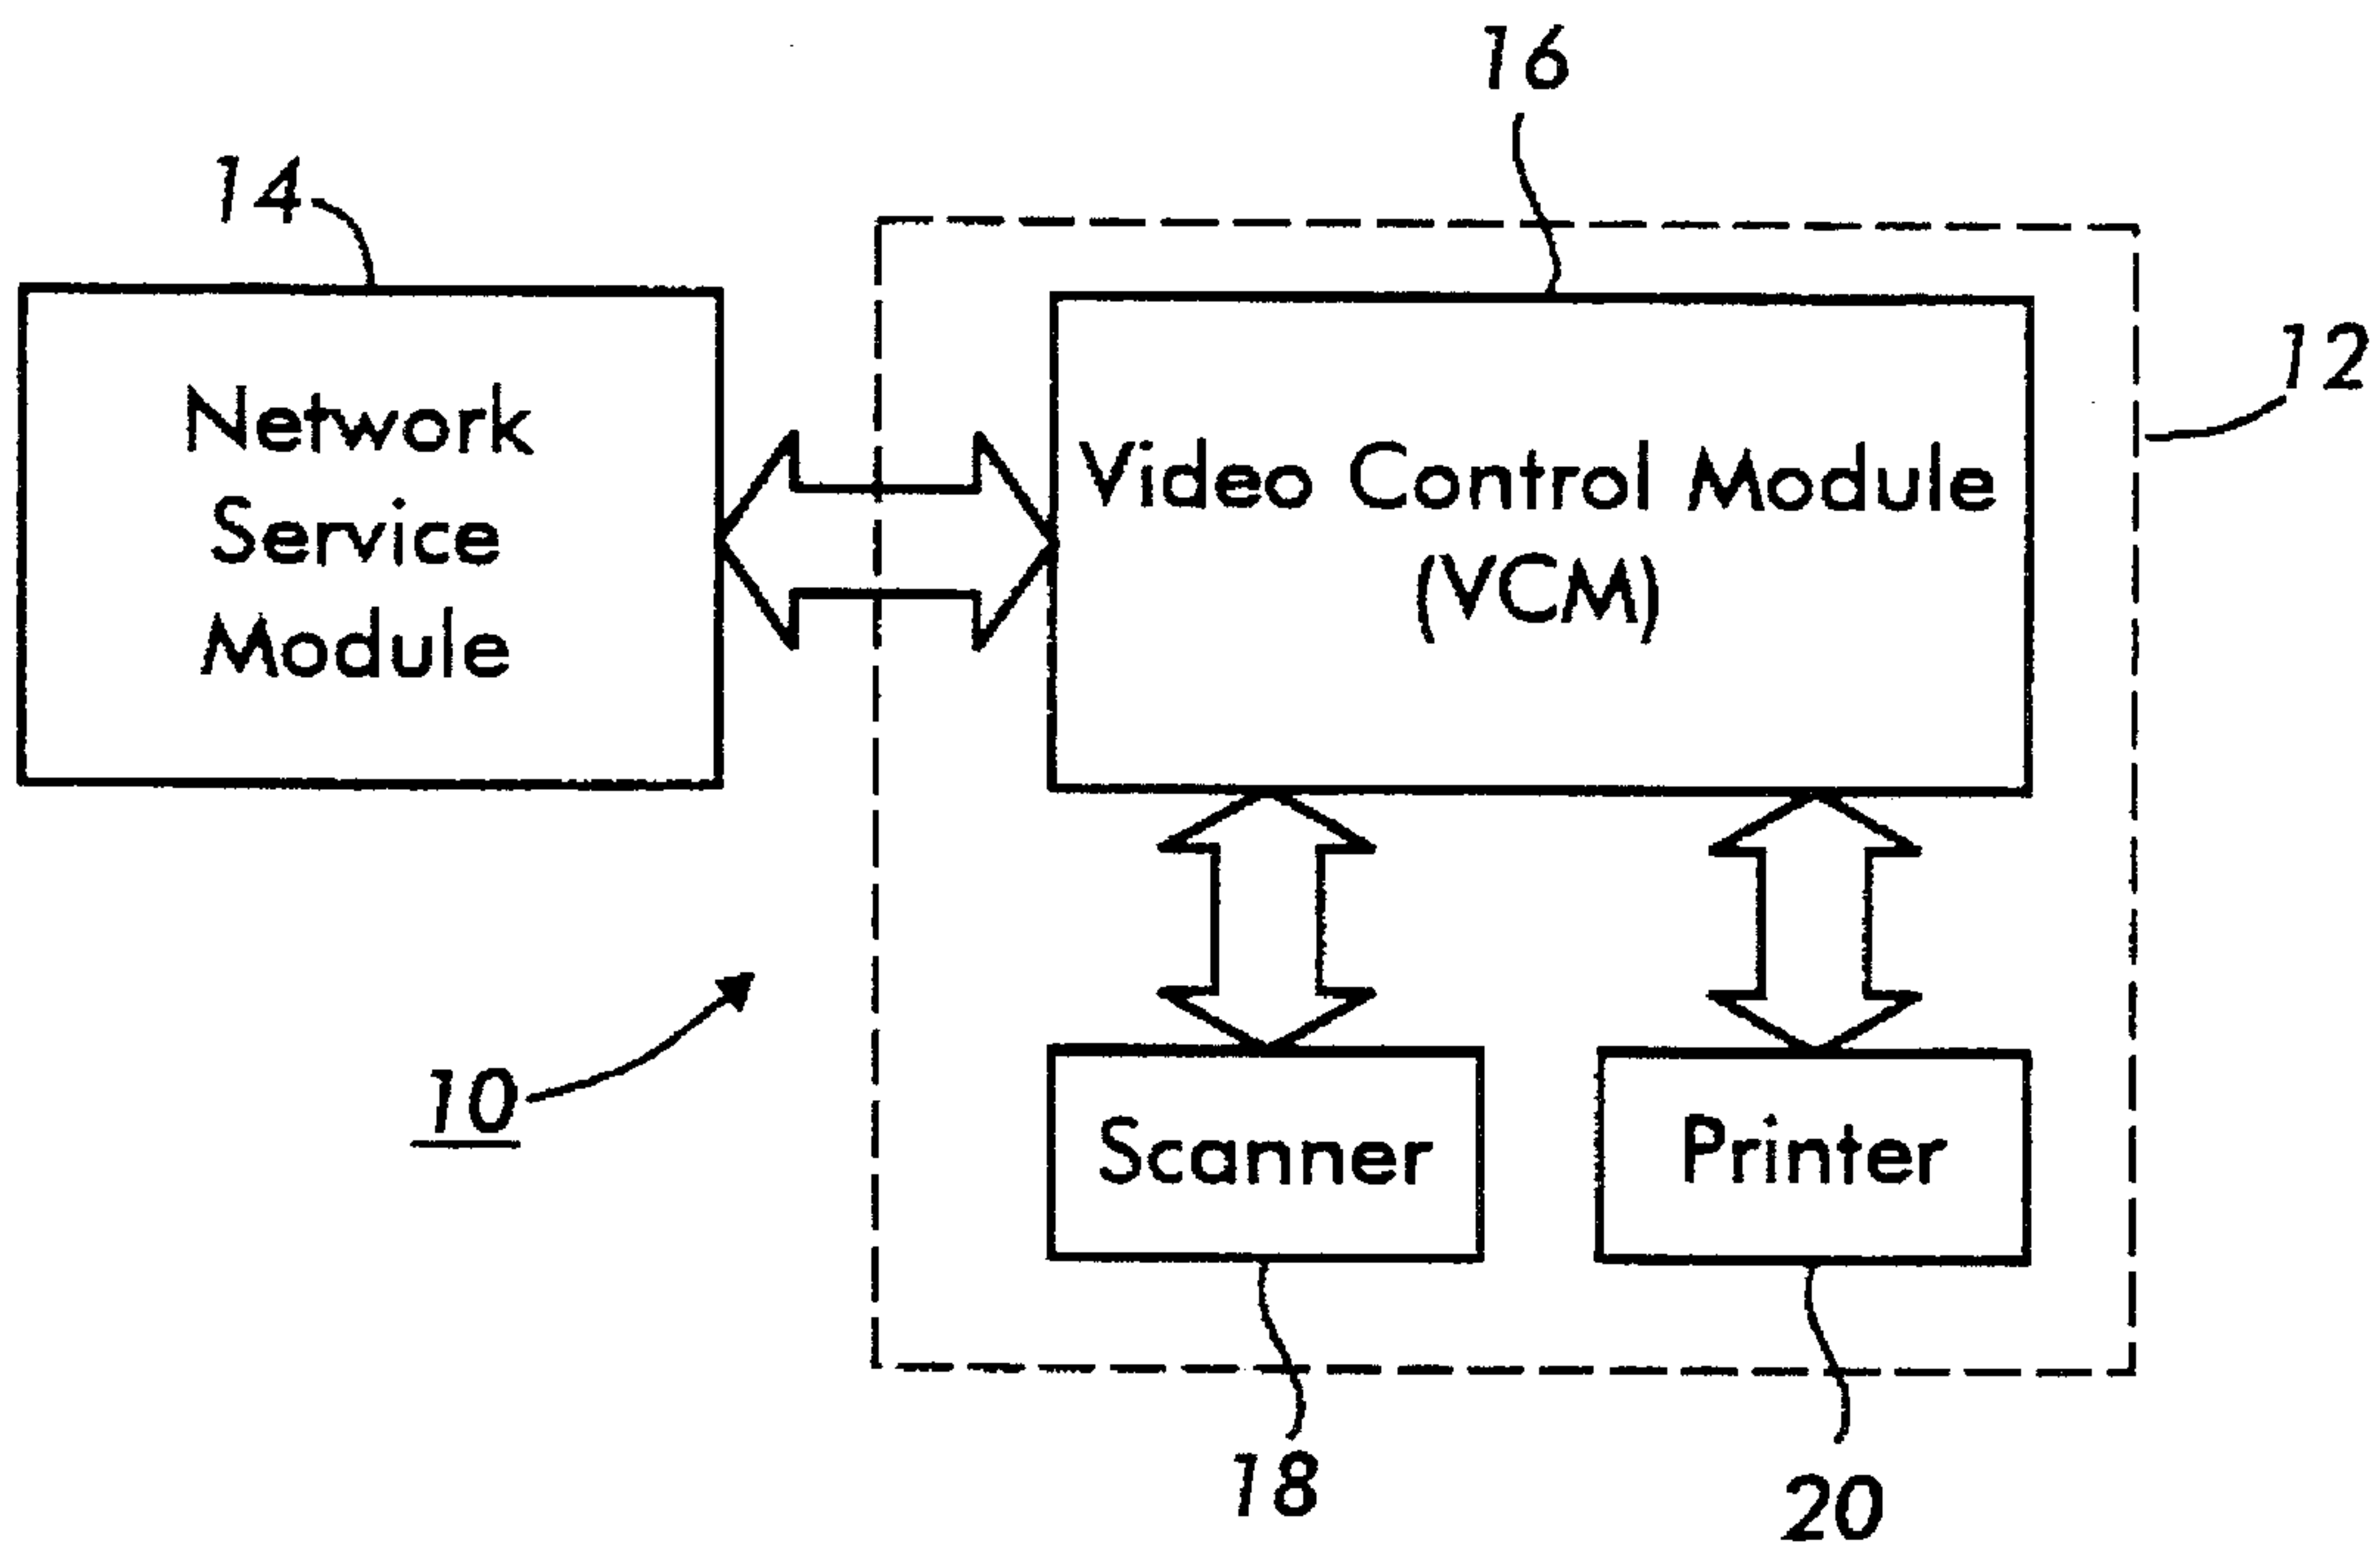 16
14
12
Network
Service
Module
Video Control Module
(VCM)
10
Scanner
Printer
18
20